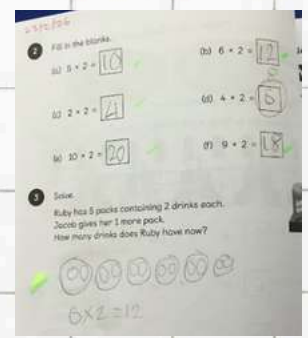 2 Fill in the blanks.
(a) 5 × 2 = 10
(b) 6 × 2 = 12
(c) 2 × 2 = 4
(d) 4 × 2 = 6
(e) 10 × 2 = 20
(f) 9 × 2 = 18
3 Solve.
Ruby has 5 packs containing 2 drinks each.
Jacob gives her 1 more pack.
How many drinks does Ruby have now?
6×2=12